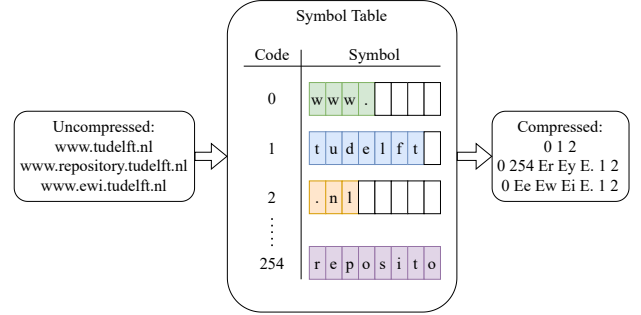 Symbol Table
Code Symbol
0 w w w .
1 t u d e l f t
2 . n l
254 r e p o s i t o
Uncompressed:
www.tudelft.nl
www.repository.tudelft.nl
www.ewi.tudelft.nl
Compressed:
0 1 2
0 254 Er Ey E. 1 2
0 Ee Ew Ei E. 1 2